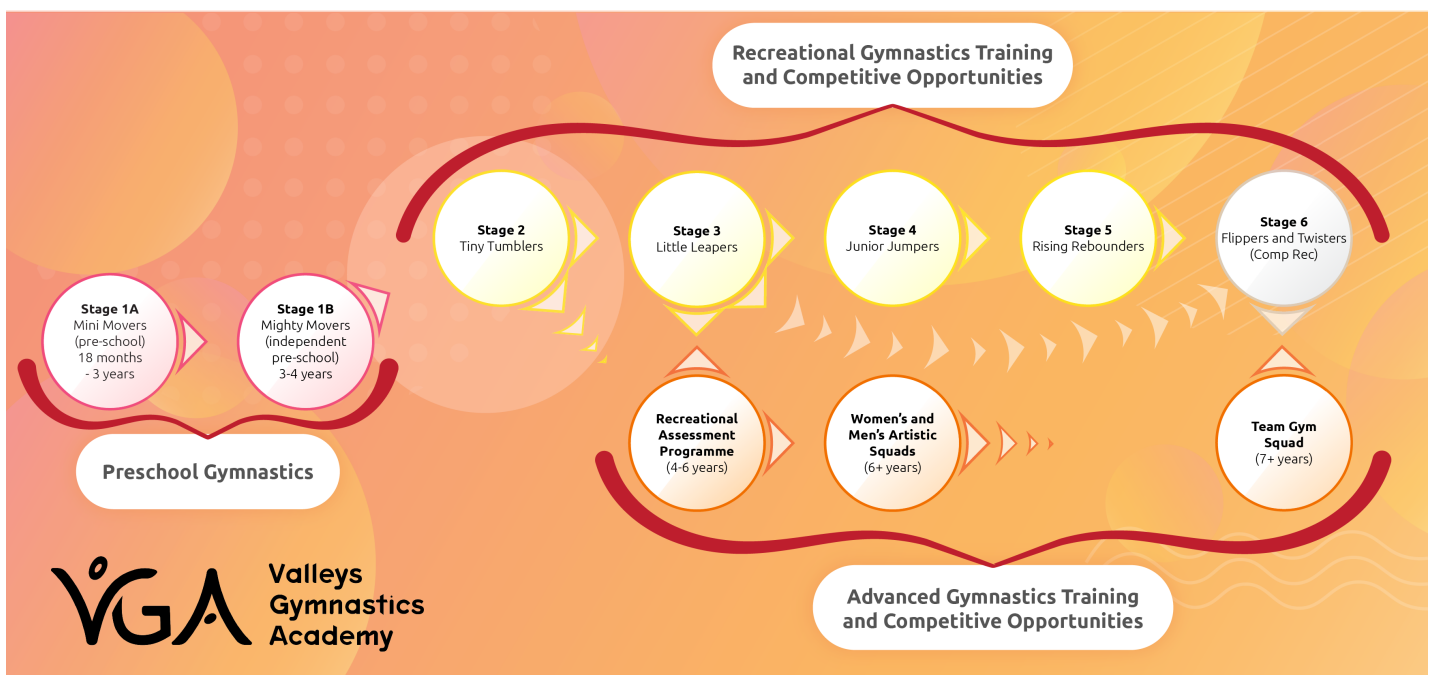 Recreational Gymnastics Training
and Competitive Opportunities
Stage 2
Tiny Tumblers
Stage 3
Little Leapers
Stage 4
Junior Jumpers
Stage 5
Rising Rebounders
Stage 6
Flippers and Twisters
(Comp Rec)
Stage 1A
Mini Movers
(pre-school)
18 months
- 3 years
Stage 1B
Mighty Movers
(independent
pre-school)
3-4 years
Preschool Gymnastics
Recreational
Assessment
Programme
(4-6 years)
Women's and
Men's Artistic
Squads
(6+ years)
Team Gym
Squad
(7+ years)
Advanced Gymnastics Training
and Competitive Opportunities
VGA
Valleys
Gymnastics
Academy